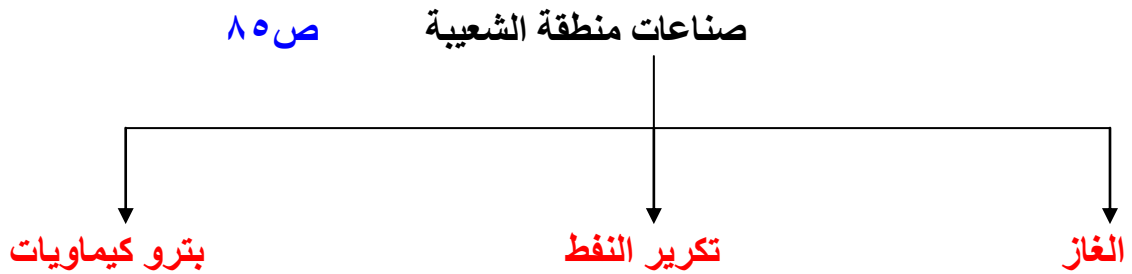 صناعات منطقة الشعيبة ص٨٥
الغاز تكرير النفط بترو كيماويات